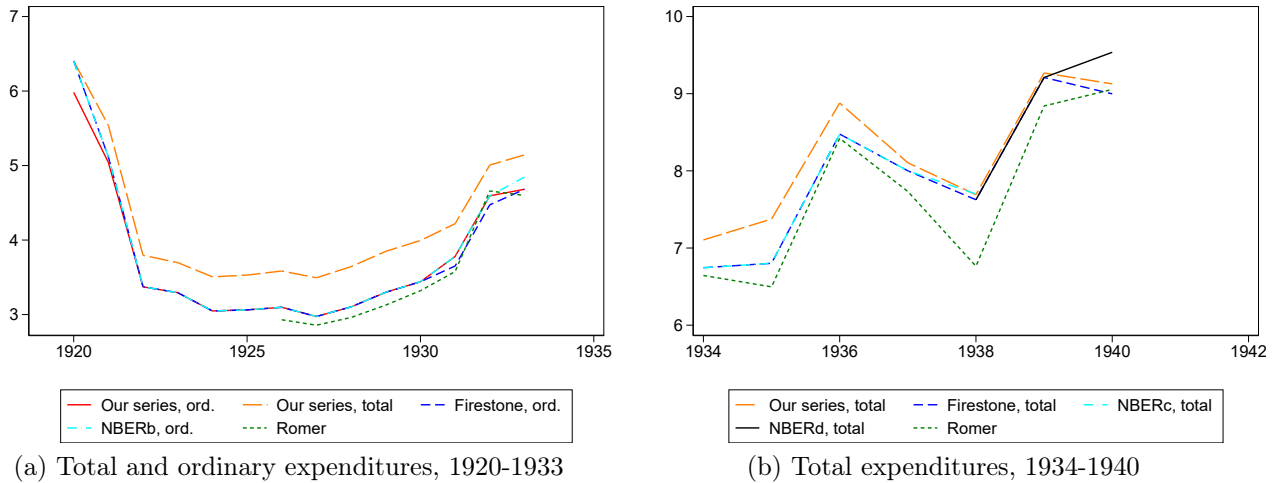 7
6
5
4
3
1920 1925 1930 1935
Our series, ord. Our series, total Firestone, ord.
NBERb, ord. Romer
(a) Total and ordinary expenditures, 1920-1933
10
9
8
7
6
1934 1936 1938 1940 1942
Our series, total Firestone, total NBERc, total
NBERd, total Romer
(b) Total expenditures, 1934-1940